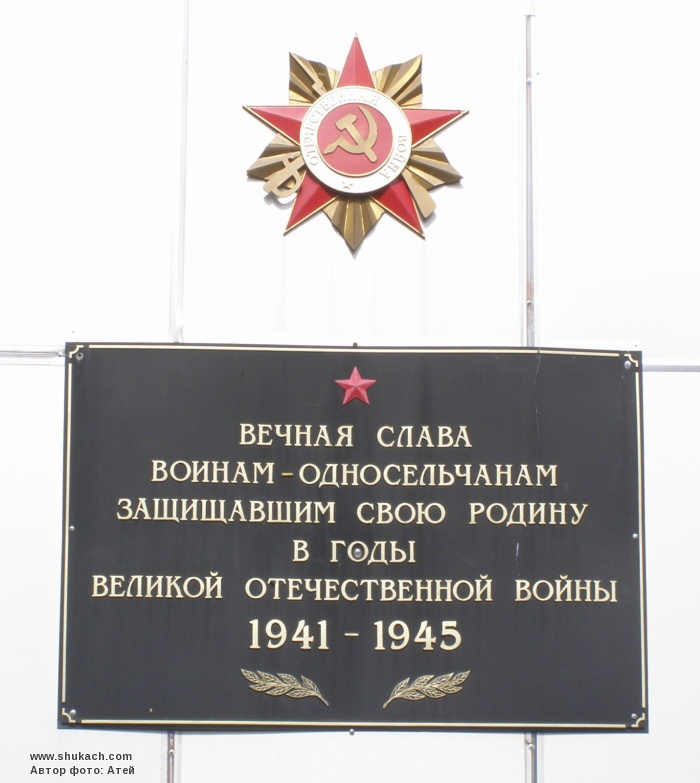 ОТЕЧЕСТВЕННАЯ ВОЙНА
ВЕЧНАЯ СЛАВА
ВОИНАМ-ОДНОСЕЛЬЧАНАМ
ЗАЩИЩАВШИМ СВОЮ РОДИНУ
В ГОДЫ
ВЕЛИКОЙ ОТЕЧЕСТВЕННОЙ ВОЙНЫ
1941 - 1945
www.shukach.com
Автор фото: Атей